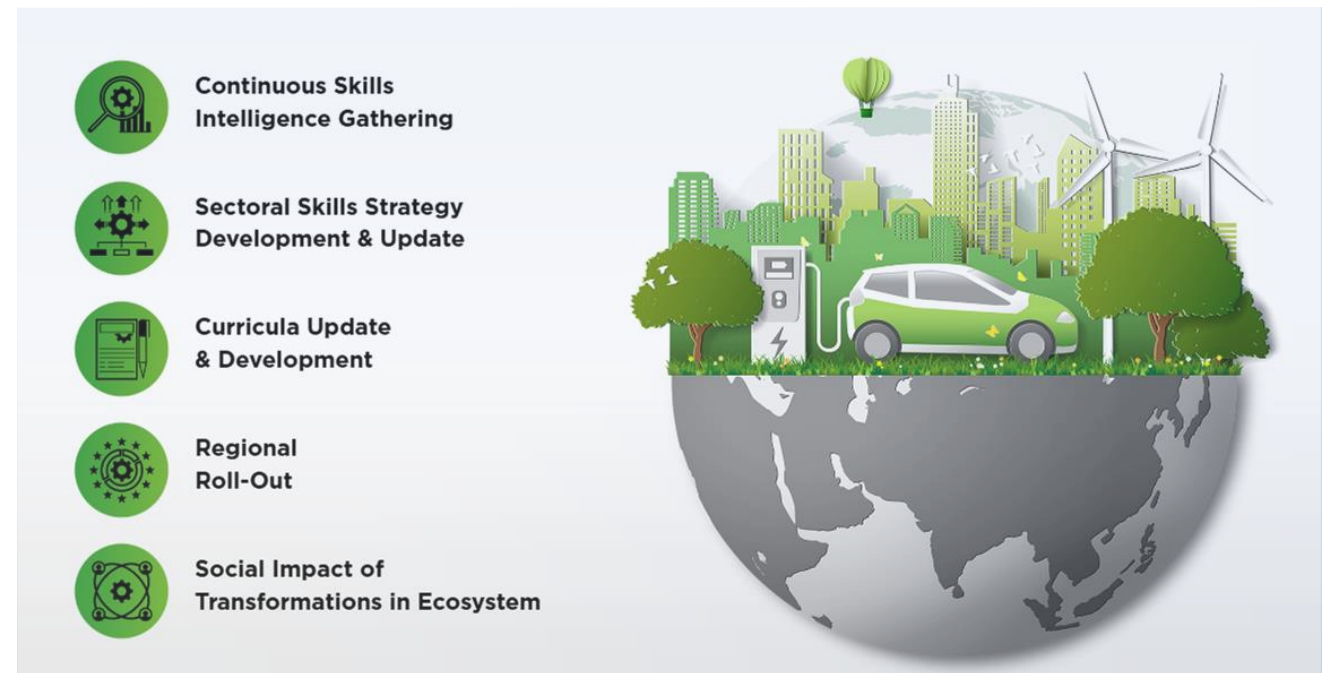 Continuous Skills
Intelligence Gathering
Sectoral Skills Strategy
Development & Update
Curricula Update
& Development
Regional
Roll-Out
Social Impact of
Transformations in Ecosystem